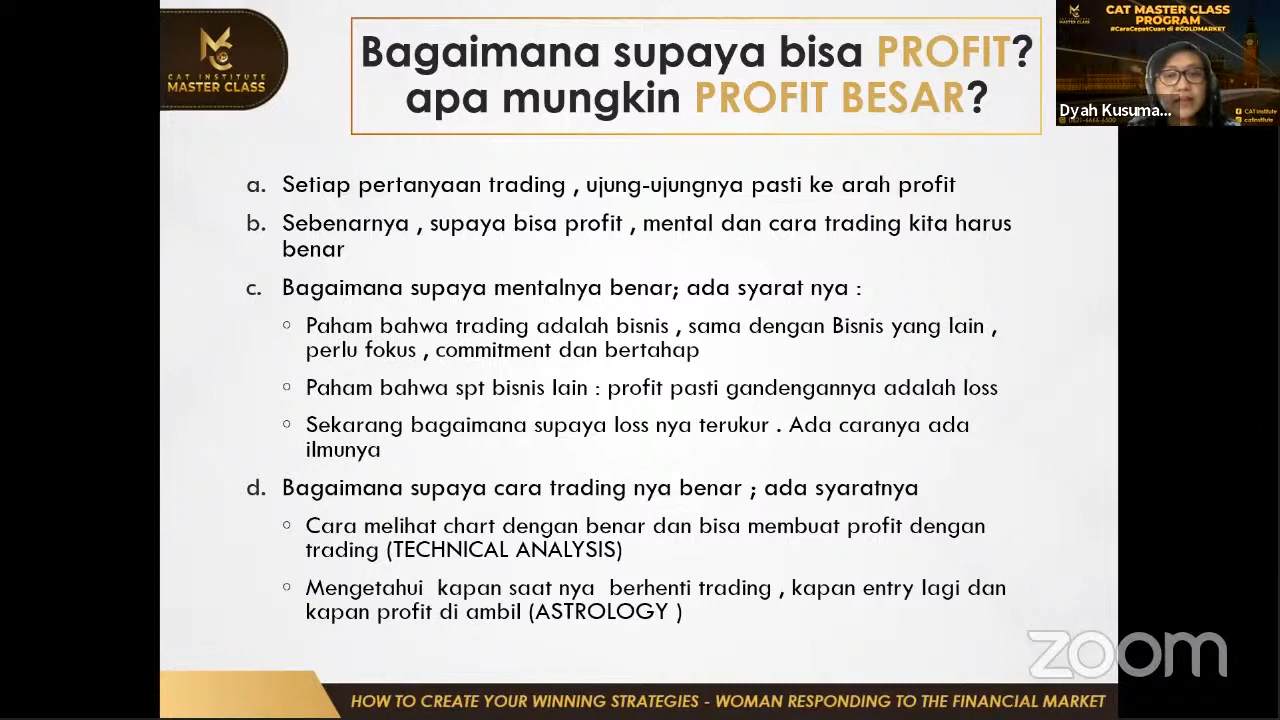 CAT INSTITUTE
MASTER CLASS
Bagaimana supaya bisa PROFIT?
apa mungkin PROFIT BESAR?
CAT MASTER CLASS
PROGRAM
#CaraCepatCuan di #GOLDMARKET
Dyah Kusuma...
CAT Institute
catinstitute
a. Setiap pertanyaan trading , ujung-ujungnya pasti ke arah profit
b. Sebenarnya , supaya bisa profit , mental dan cara trading kita harus
benar
c. Bagaimana supaya mentalnya benar; ada syarat nya :
○ Paham bahwa trading adalah bisnis , sama dengan Bisnis yang lain ,
perlu fokus , commitment dan bertahap
○ Paham bahwa spt bisnis lain : profit pasti gandengannya adalah loss
○ Sekarang bagaimana supaya loss nya terukur . Ada caranya ada
ilmunya
d. Bagaimana supaya cara trading nya benar ; ada syaratnya
○ Cara melihat chart dengan benar dan bisa membuat profit dengan
trading (TECHNICAL ANALYSIS)
○ Mengetahui kapan saat nya berhenti trading , kapan entry lagi dan
kapan profit di ambil (ASTROLOGY )
zoom
HOW TO CREATE YOUR WINNING STRATEGIES - WOMAN RESPONDING TO THE FINANCIAL MARKET